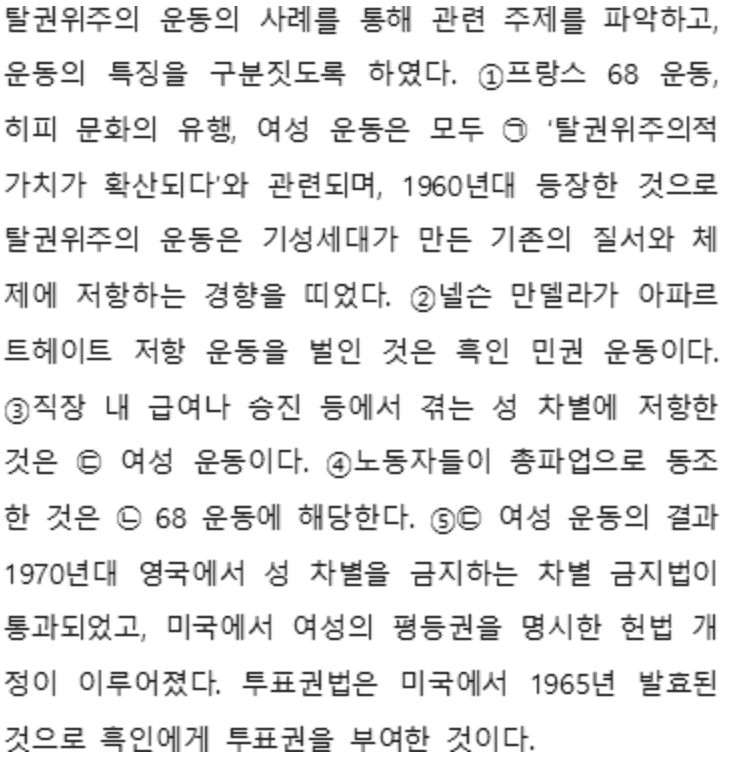 탈권위주의 운동의 사례를 통해 관련 주제를 파악하고,
운동의 특징을 구분짓도록 하였다. ①프랑스 68 운동,
히피 문화의 유행, 여성 운동은 모두 ㉠ '탈권위주의적
가치가 확산되다'와 관련되며, 1960년대 등장한 것으로
탈권위주의 운동은 기성세대가 만든 기존의 질서와 체
제에 저항하는 경향을 띠었다. ②넬슨 만델라가 아파르
트헤이트 저항 운동을 벌인 것은 흑인 민권 운동이다.
③직장 내 급여나 승진 등에서 겪는 성 차별에 저항한
것은 ㉢ 여성 운동이다. ④노동자들이 총파업으로 동조
한 것은 ㉡ 68 운동에 해당한다. ⑤㉢ 여성 운동의 결과
1970년대 영국에서 성 차별을 금지하는 차별 금지법이
통과되었고, 미국에서 여성의 평등권을 명시한 헌법 개
정이 이루어졌다. 투표권법은 미국에서 1965년 발효된
것으로 흑인에게 투표권을 부여한 것이다.